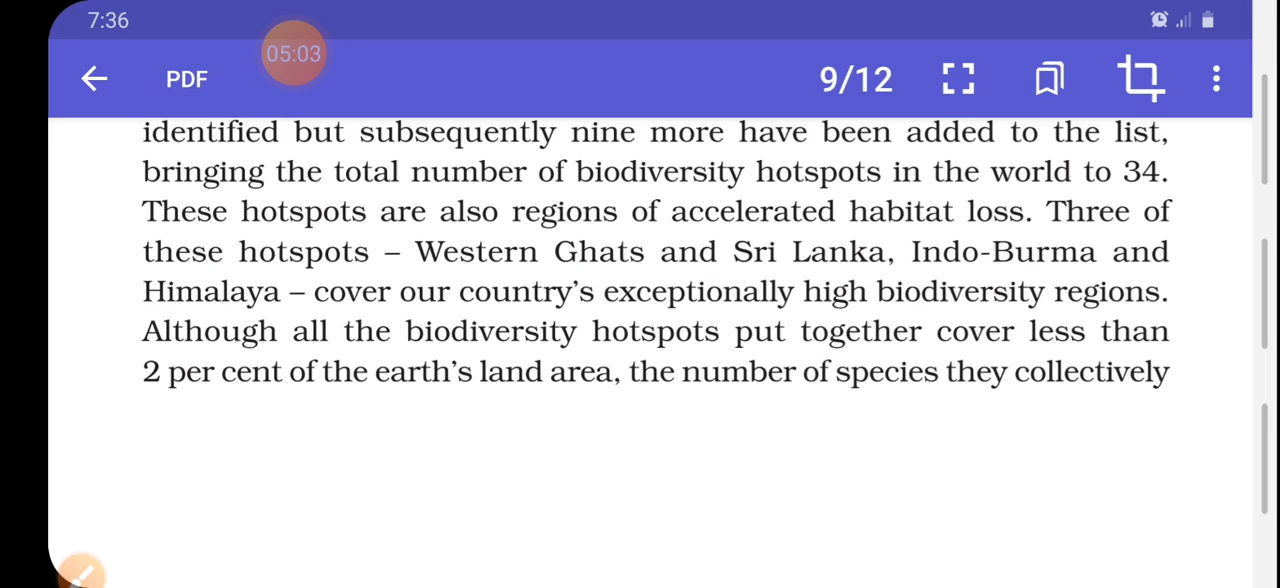 7:36
05:03
PDF
9/12
identified but subsequently nine more have been added to the list,
bringing the total number of biodiversity hotspots in the world to 34.
These hotspots are also regions of accelerated habitat loss. Three of
these hotspots – Western Ghats and Sri Lanka, Indo-Burma and
Himalaya – cover our country’s exceptionally high biodiversity regions.
Although all the biodiversity hotspots put together cover less than
2 per cent of the earth’s land area, the number of species they collectively